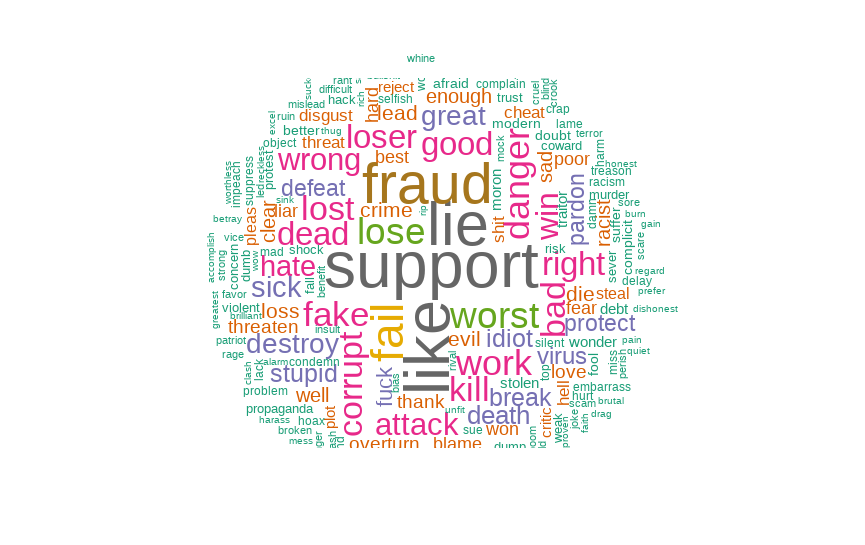 whine
rant
difficult
reject
afraid
complain
cruel
blind
crook
rich
mislead
hack
hard
selfish
enough
trust
excel
ruin
disgust
lead
great
modern
cheat
crap
lame
better
thug
loser
good
mock
danger
doubt
terror
object
threat
coward
harm
honest
protest
wrong
best
sad
poor
treason
worthless
impeach
suppress
reckless
defeat
fraud
moron
racism
murder
sink
lost
crime
rip
lie
shit
win
traitor
pardon
damn
racist
suffer
sore
burn
gain
betray
pleas
clear
liar
dead
lose
vice
concern
dumb
wow
mad
shock
support
risk
right
sever
complicit
scare
regard
accomplish
strong
hate
fall
benefit
favor
sick
bad
die
steal
delay
prefer
greatest
violent
brilliant
loss
fake
fail
like
worst
fear
debt
dishonest
threaten
insult
protect
patriot
destroy
evil
idiot
silent
wonder
pain
rage
corrupt
rival
work
virus
fool
miss
quiet
perish
clash
lack
alarm
condemn
stupid
fuck
bias
kill
stolen
top
love
hell
embarrass
problem
well
thank
break
hurt
scam
brutal
propaganda
plot
attack
unfit
death
critic
weak
joke
faith
drag
harass
hoax
broken
sue
won
proven
mess
overturn
blame
dump